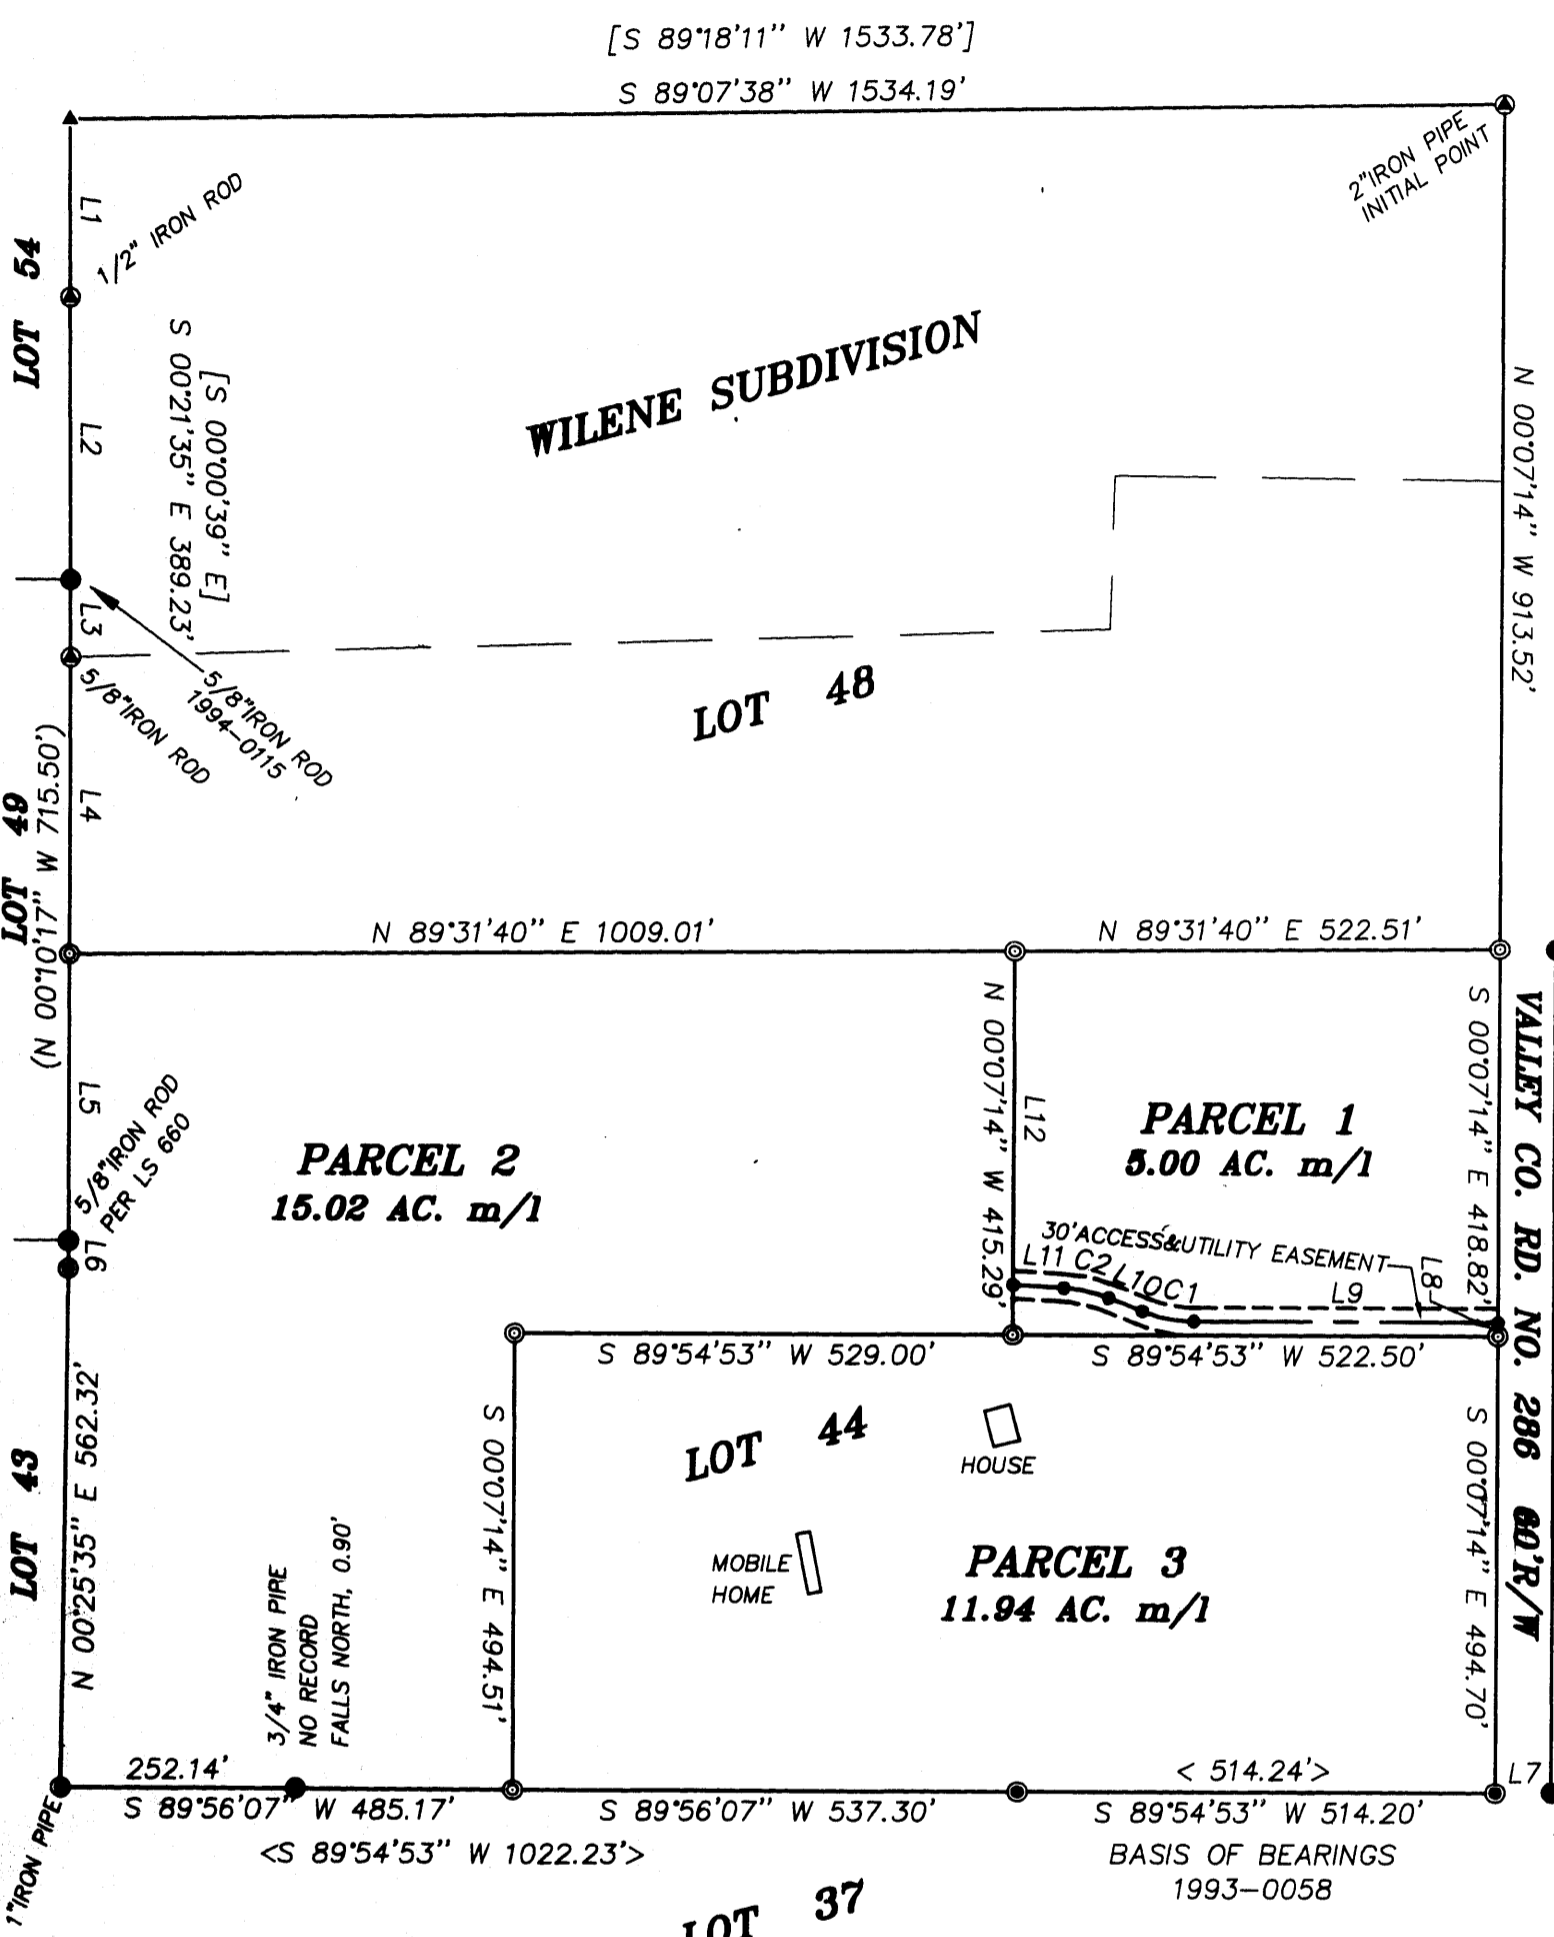 [S 89°18'11" W 1533.78']
S 89°07'38" W 1534.19'
2"IRON PIPE
INITIAL POINT
L1
1/2" IRON ROD
LOT 54
L2
[S 00°00'39" E]
S 00°21'35" E 389.23'
WILENE SUBDIVISION
N 00°07'14" W 913.52'
L3
5/8"IRON ROD
1994-0115
5/8"IRON ROD
LOT 48
L4
LOT 49
(N 00°10'17" W 715.50')
N 89°31'40" E 1009.01'
N 89°31'40" E 522.51'
L5
5/8"IRON ROD
PER LS 660
L6
PARCEL 2
15.02 AC. m/l
N 00°07'14" W 415.29'
L12
PARCEL 1
5.00 AC. m/l
S 00°07'14" E 418.82'
VALLEY CO. RD. NO. 286 60'R/W
30'ACCESS&UTILITY EASEMENT
L11 C2 L10 C1
L9
L8
S 89°54'53" W 529.00'
S 89°54'53" W 522.50'
LOT 43
N 00°25'35" E 562.32'
S 00°07'14" E 494.51'
LOT 44
HOUSE
MOBILE
HOME
PARCEL 3
11.94 AC. m/l
S 00°07'14" E 494.70'
3/4" IRON PIPE
NO RECORD
FALLS NORTH, 0.90'
252.14'
< 514.24'>
L7
S 89°56'07" W 485.17'
S 89°56'07" W 537.30'
S 89°54'53" W 514.20'
<S 89°54'53" W 1022.23'>
BASIS OF BEARINGS
1993-0058
1"IRON PIPE
LOT 37